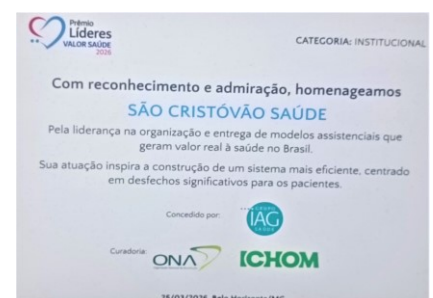 Prêmio
Líderes
VALOR SAÚDE
2026
CATEGORIA: INSTITUCIONAL
Com reconhecimento e admiração, homenageamos
SÃO CRISTÓVÃO SAÚDE
Pela liderança na organização e entrega de modelos assistenciais que
geram valor real à saúde no Brasil.
Sua atuação inspira a construção de um sistema mais eficiente, centrado
em desfechos significativos para os pacientes.
Concedido por:
IAG
SAÚDE
Curadoria:
ONA
ICHOM